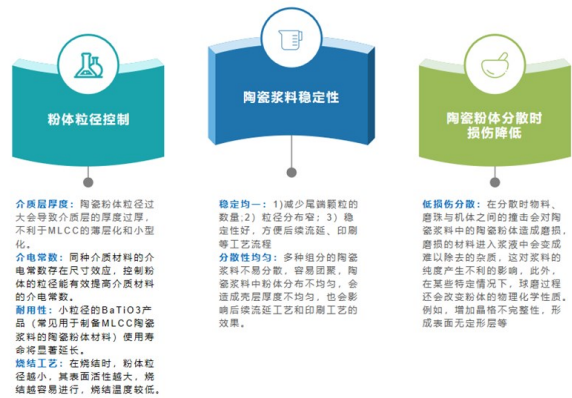 粉体粒径控制
介质层厚度：陶瓷粉体粒径过
大会导致介质层的厚度过厚，
不利于MLCC的薄层化和小型
化。
介电常数：同种介质材料的介
电常数存在尺寸效应，控制粉
体的粒径能有效提高介质材料
的介电常数。
耐用性：小粒径的BaTiO3产
品（常见用于制备MLCC陶瓷
浆料的陶瓷粉体材料）使用寿
命将显著延长。
烧结工艺：在烧结时，粉体粒
径越小，其表面活性越大，烧
结越容易进行，烧结温度较低。
陶瓷浆料稳定性
稳定均一：1)减少尾端颗粒的
数量;2）粒径分布窄；3）稳
定性好，方便后续流延、印刷
等工艺流程
分散性均匀：多种组分的陶瓷
浆料不易分散，容易团聚，陶
瓷浆料中粉体分布不均匀，会
造成壳层厚度不均匀，也会影
响后续流延工艺和印刷工艺的
效果。
陶瓷粉体分散时
损伤降低
低损伤分散：在分散时物料、
磨珠与机体之间的撞击会对陶
瓷浆料中的陶瓷粉体造成磨损，
磨损的材料进入浆液中会变成
难以除去的杂质，这对浆料的
纯度产生不利的影响，此外，
在某些特定情况下，球磨过程
还会改变粉体的物理化学性质。
例如，增加晶格不完整性，形
成表面无定形层等